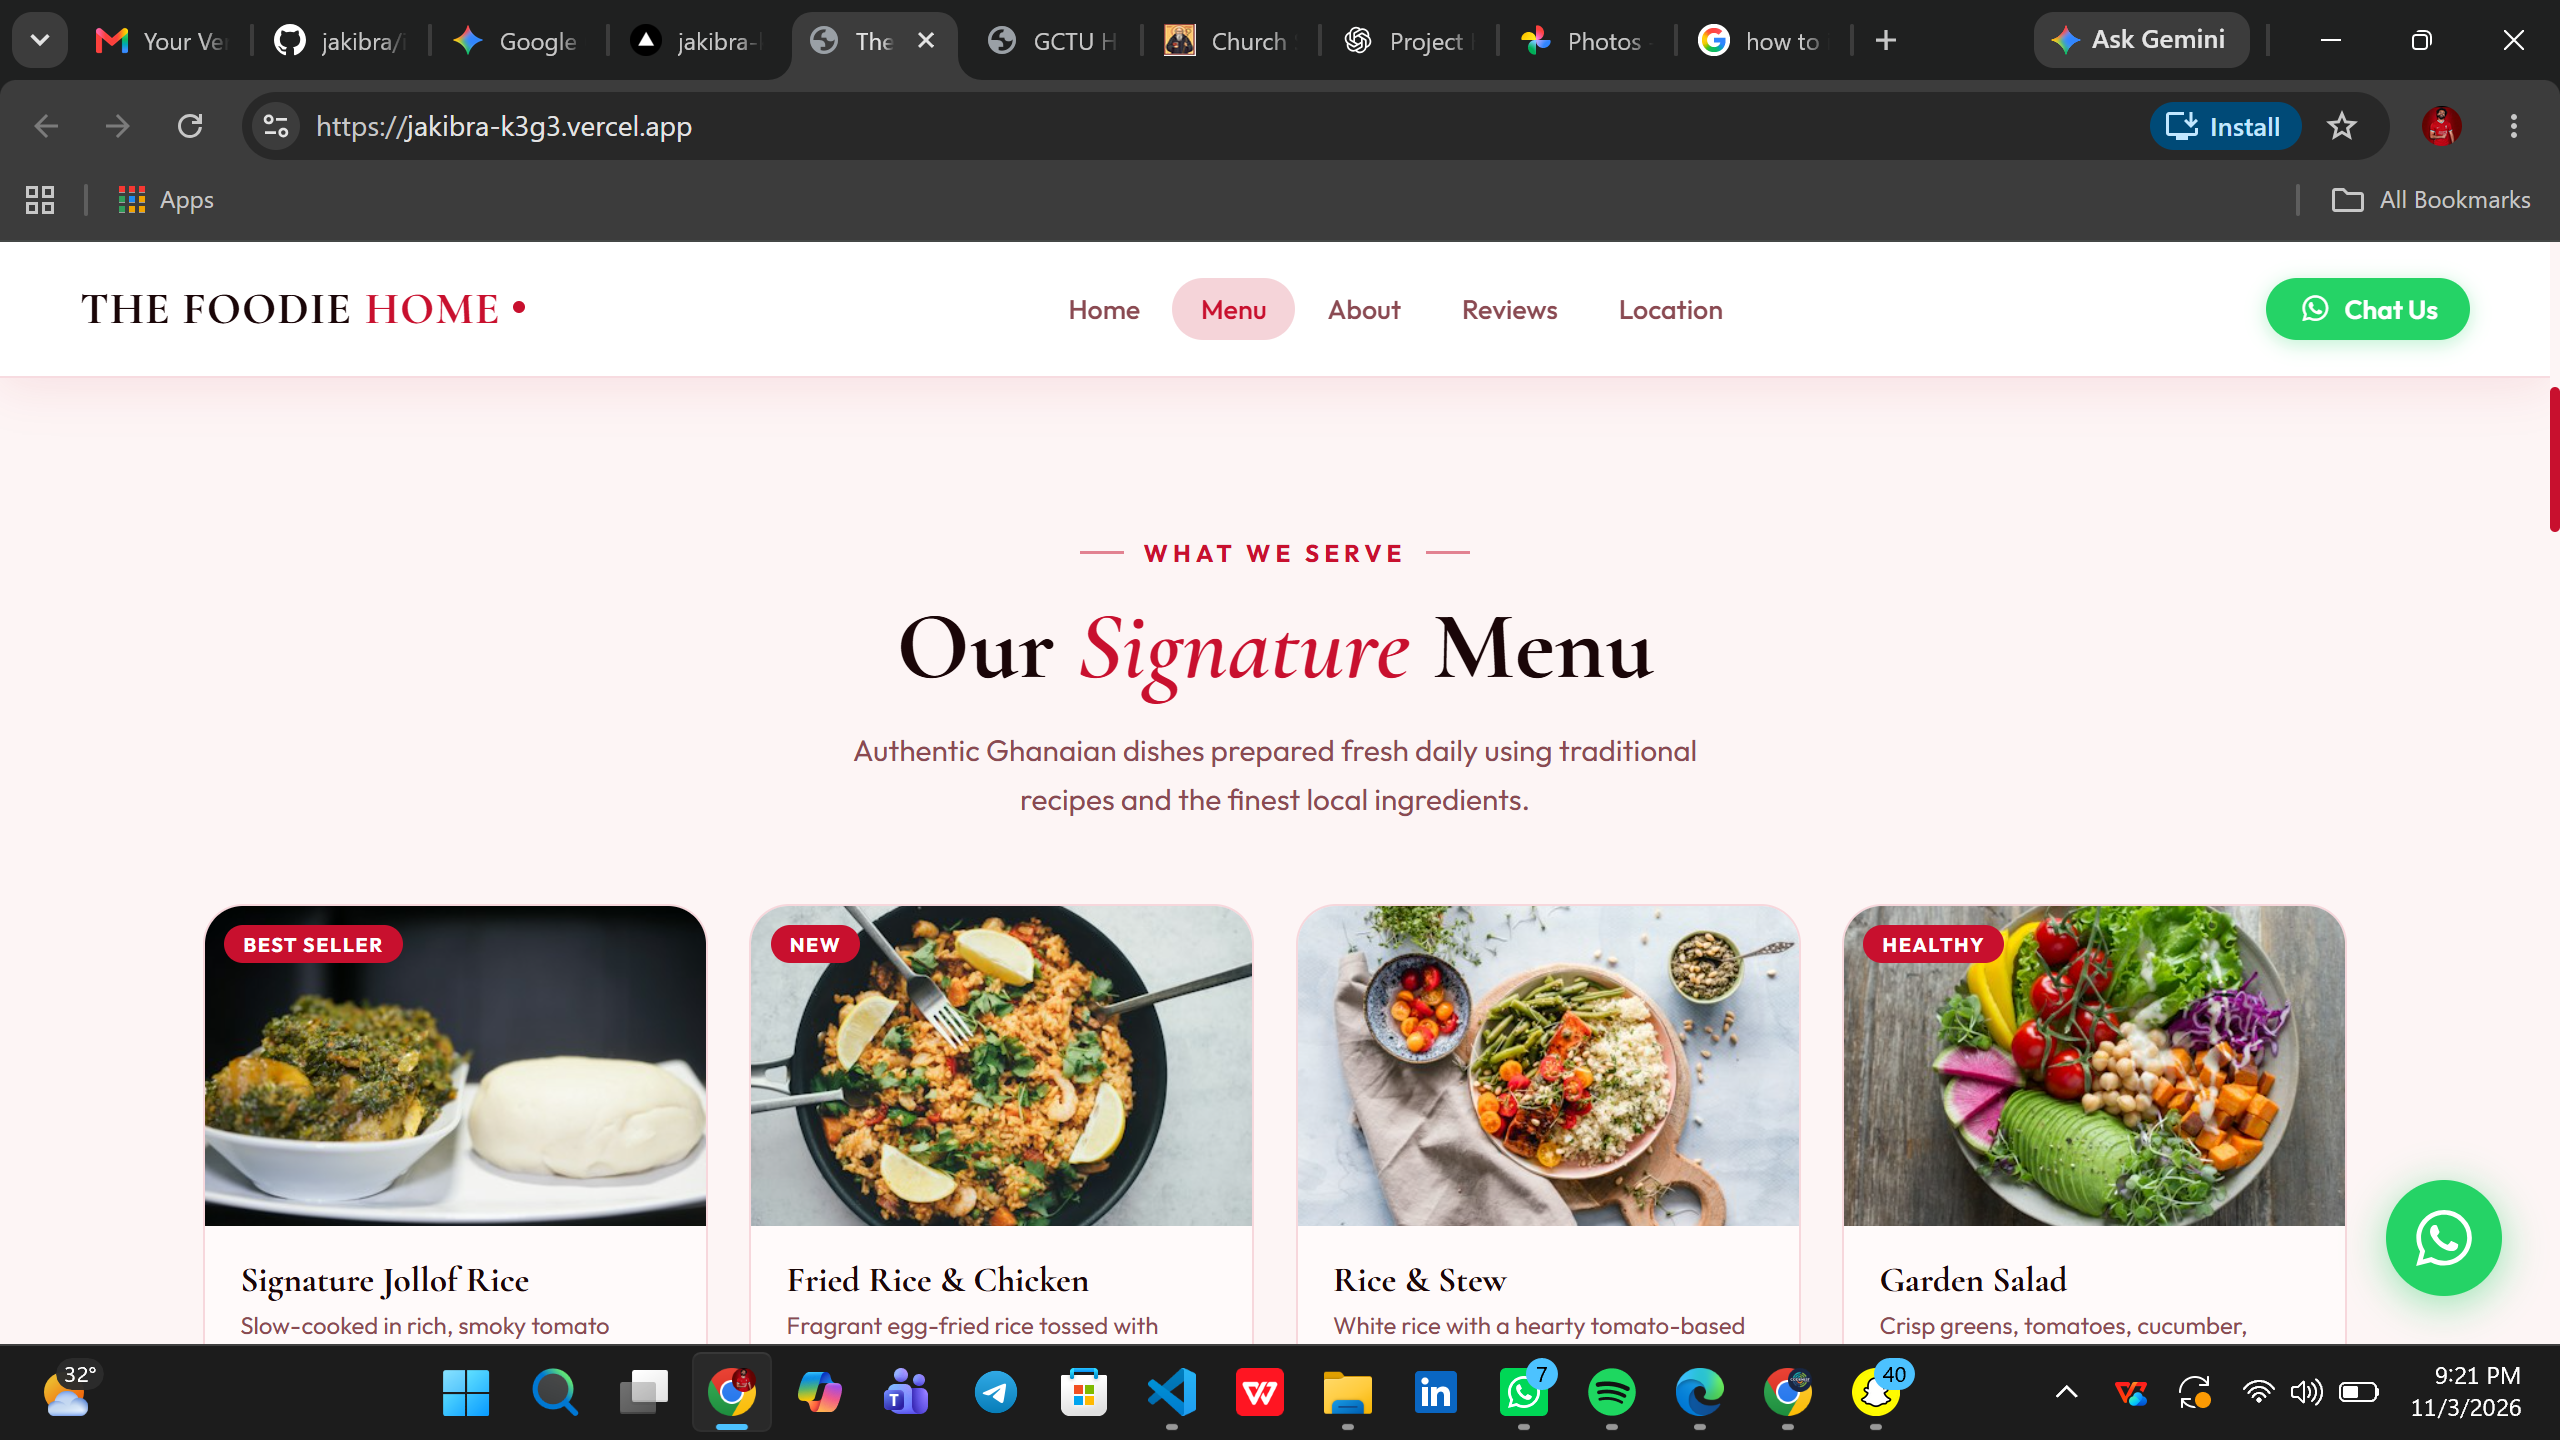 Your Ve
jakibra/i
Google
jakibra-
The
GCTU H
Church
Project
Photos
how to
Ask Gemini
https://jakibra-k3g3.vercel.app
Install
Apps
All Bookmarks
THE FOODIE HOME
Home
Menu
About
Reviews
Location
Chat Us
WHAT WE SERVE
Our Signature Menu
Authentic Ghanaian dishes prepared fresh daily using traditional
recipes and the finest local ingredients.
BEST SELLER
NEW
HEALTHY
Signature Jollof Rice
Slow-cooked in rich, smoky tomato
Fried Rice & Chicken
Fragrant egg-fried rice tossed with
Rice & Stew
White rice with a hearty tomato-based
Garden Salad
Crisp greens, tomatoes, cucumber,
32°
7
40
9:21 PM
11/3/2026